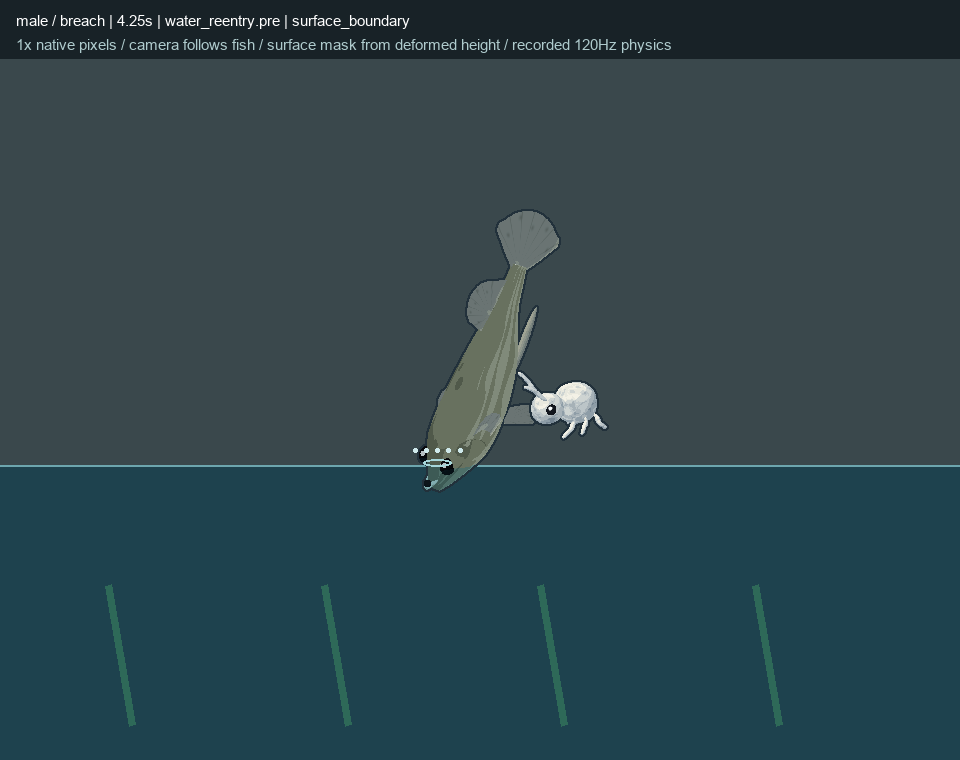 male / breach | 4.25s | water_reentry.pre | surface_boundary
1x native pixels / camera follows fish / surface mask from deformed height / recorded 120Hz physics